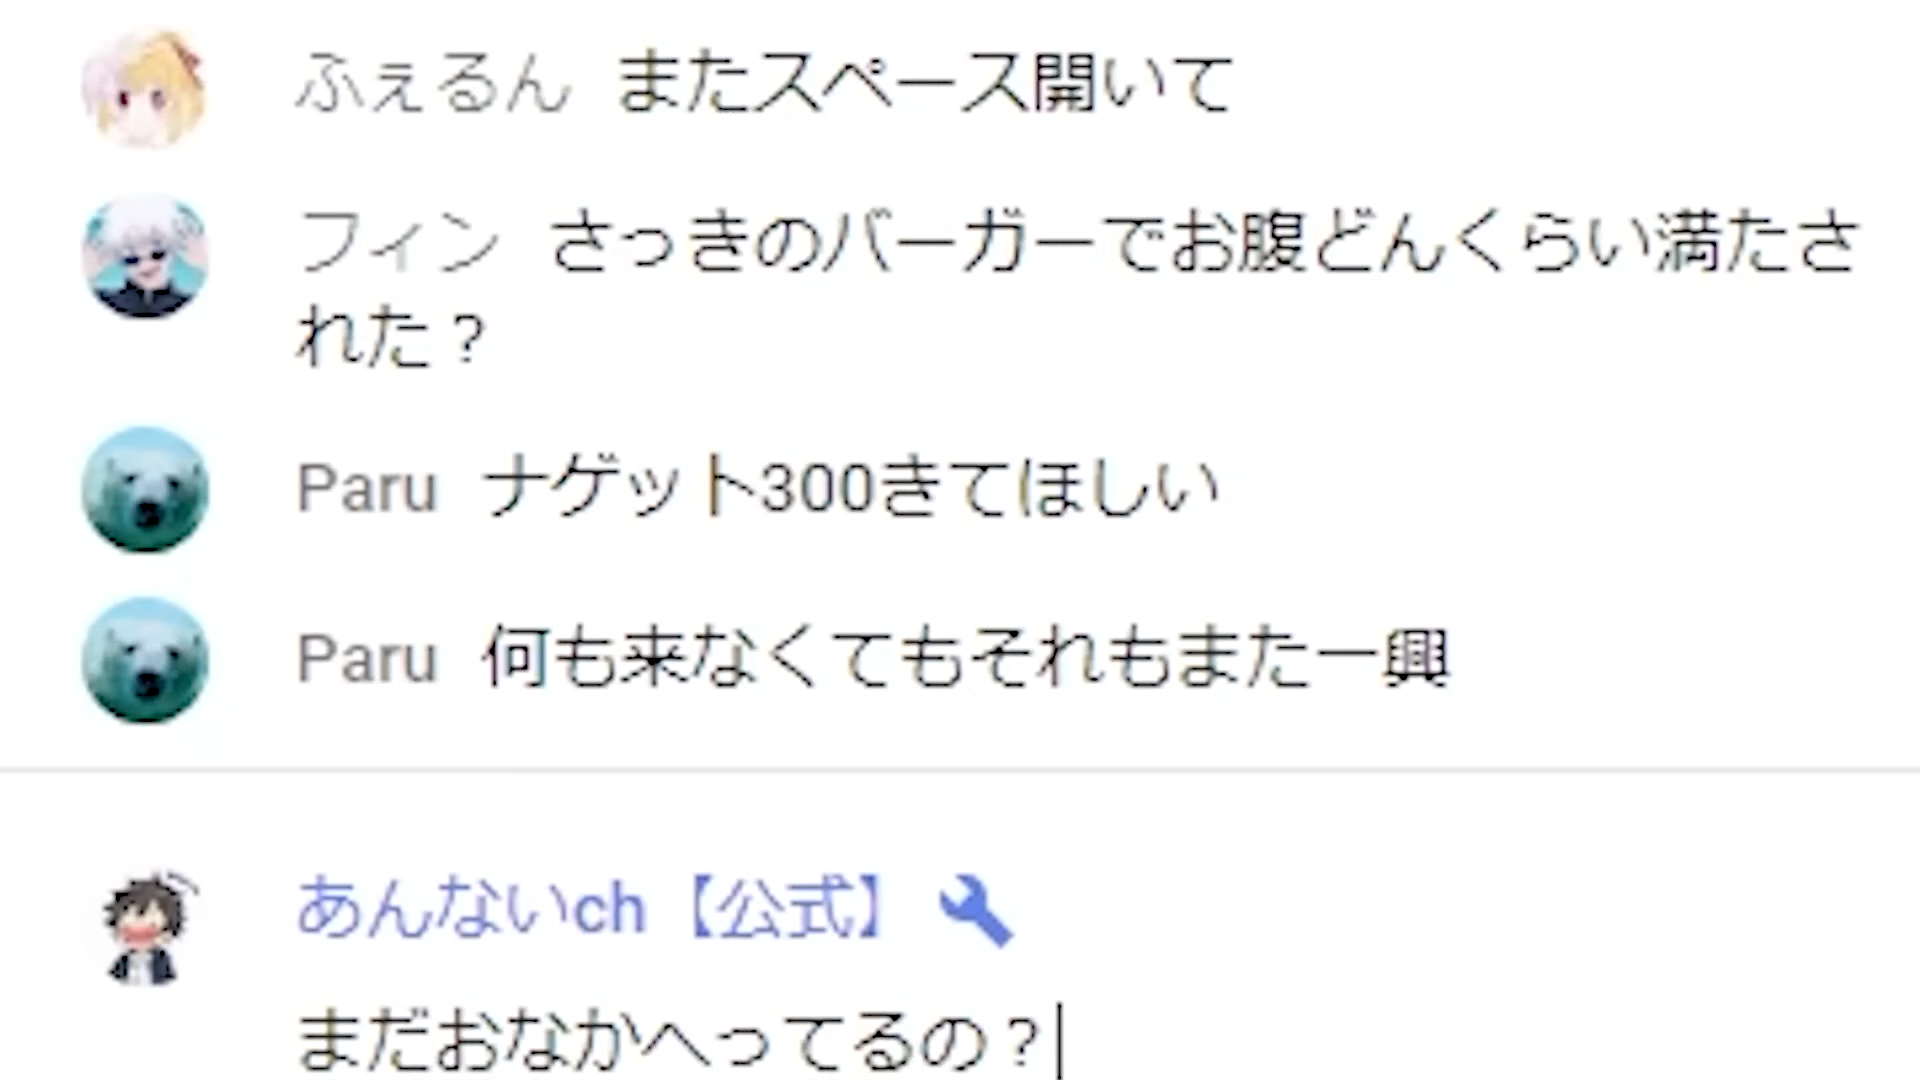 ふぇるん またスペース開いて
フィン さっきのバーガーでお腹どんくらい満たさ
れた？
Paru ナゲット300きてほしい
Paru 何も来なくてもそれもまた一興
あんないch【公式】
まだおなかへってるの？